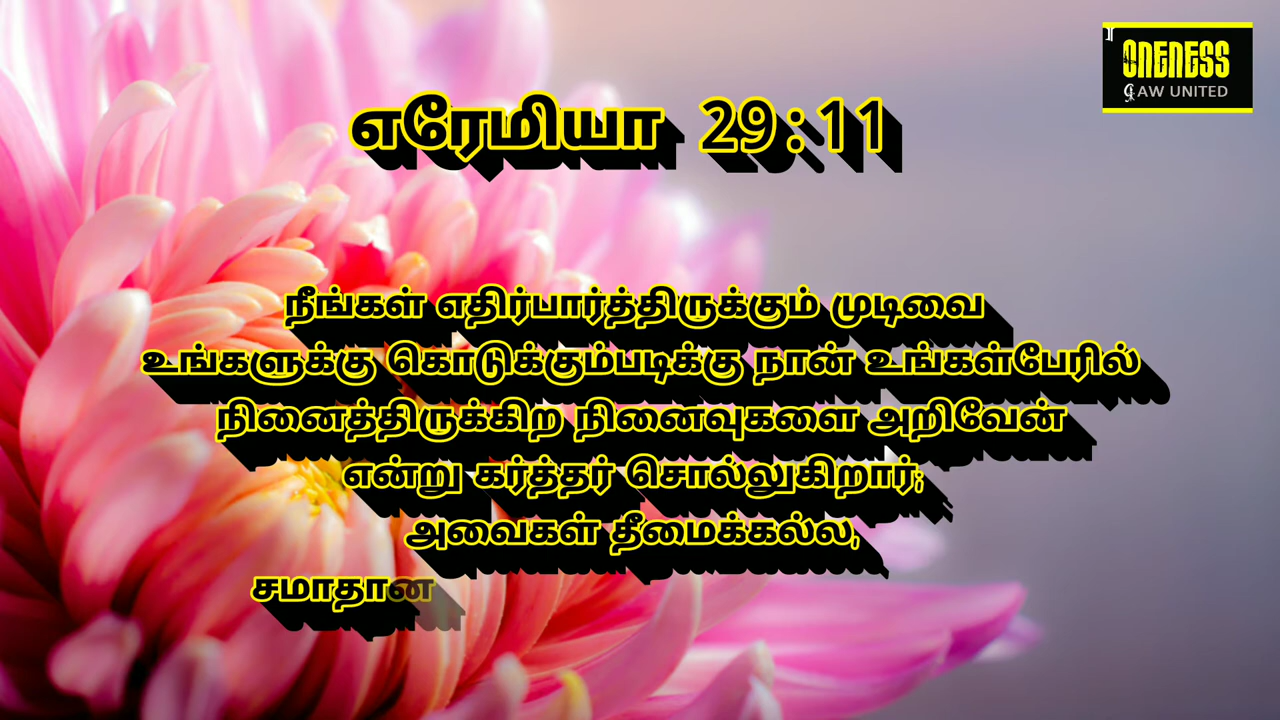 ONENESS
LAW UNITED
எரேமியா 29:11
நீங்கள் எதிர்பார்த்திருக்கும் முடிவை
உங்களுக்கு கொடுக்கும்படிக்கு நான் உங்கள்பேரில்
நினைத்திருக்கிற நினைவுகளை அறிவேன்
என்று கர்த்தர் சொல்லுகிறார்;
அவைகள் தீமைக்கல்ல,
சமாதான